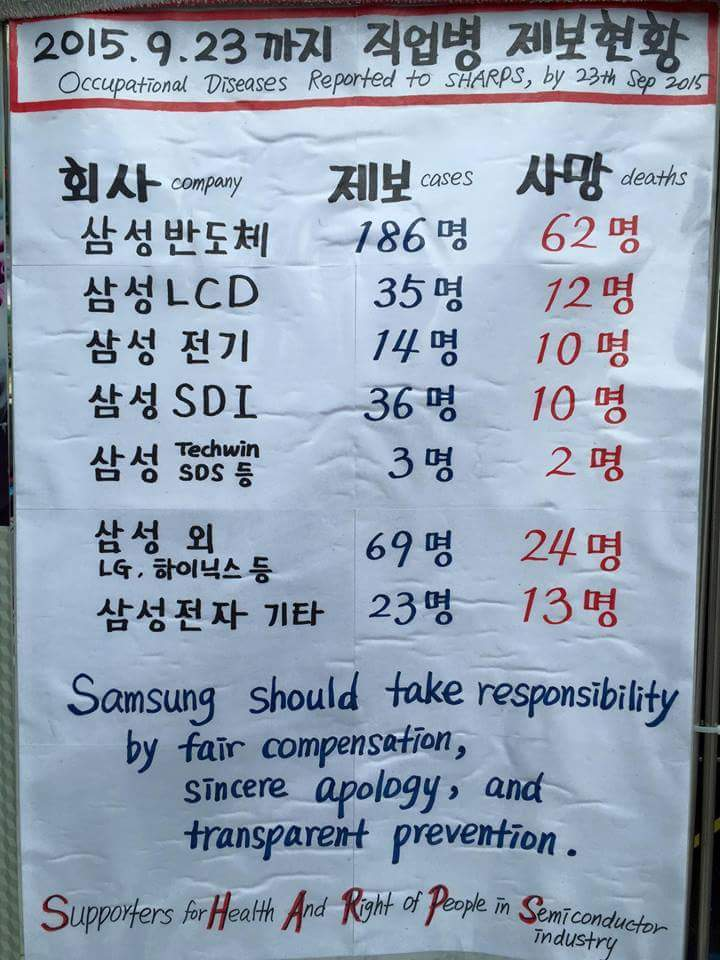 2015.9.23까지 직업병 제보현황
Occupational Diseases Reported to SHARPS, by 23th Sep 2015
회사 company 제보 cases 사망 deaths
삼성반도체 186명 62명
삼성LCD 35명 12명
삼성 전기 14명 10명
삼성SDI 36명 10명
삼성 Techwin SDS 등 3명 2명
삼성 외 69명 24명
LG, 하이닉스 등
삼성전자 기타 23명 13명
Samsung should take responsibility
by fair compensation,
sincere apology, and
transparent prevention.
Supporters for Health And Right of People in Semiconductor
industry